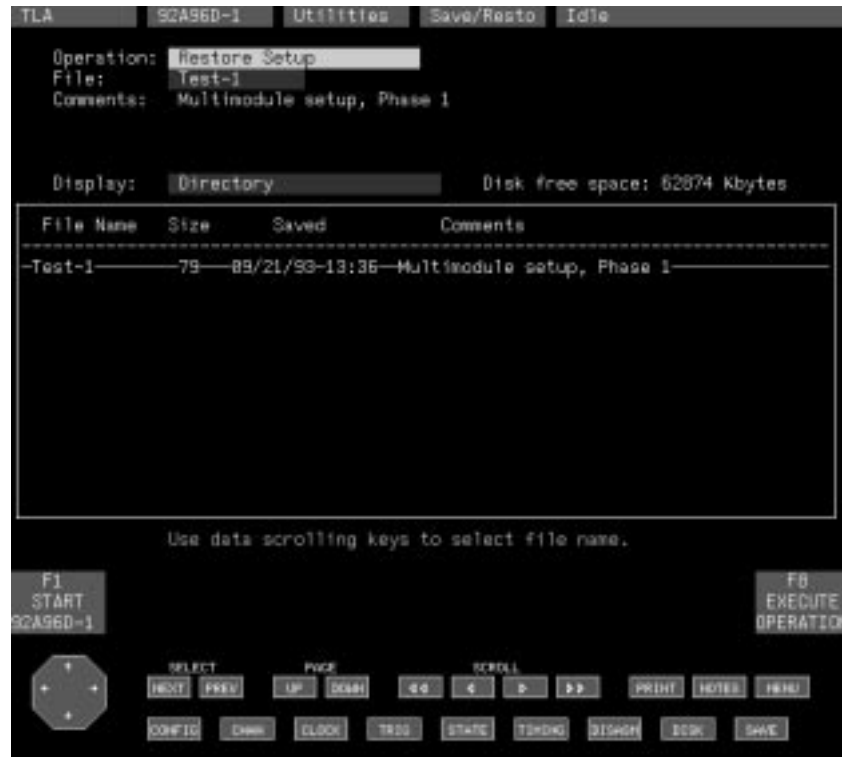 TLA 92A96D-1 Utilities Save/Resto Idle
Operation: Restore Setup
File: Test-1
Comments: Multimodule setup, Phase 1
Display: Directory Disk free space: 62874 Kbytes
File Name Size Saved Comments
Test-1 79 09/21/93-13:36 Multimodule setup, Phase 1
Use data scrolling keys to select file name.
F1 START 92A96D-1
F8 EXECUTE OPERATION
SELECT PAGE SCROLL
NEXT PREV UP DOWN PRINT NOTES MENU
CONFIG CHAN CLOCK TRIG STATE TIMING DISASM DISK SAVE